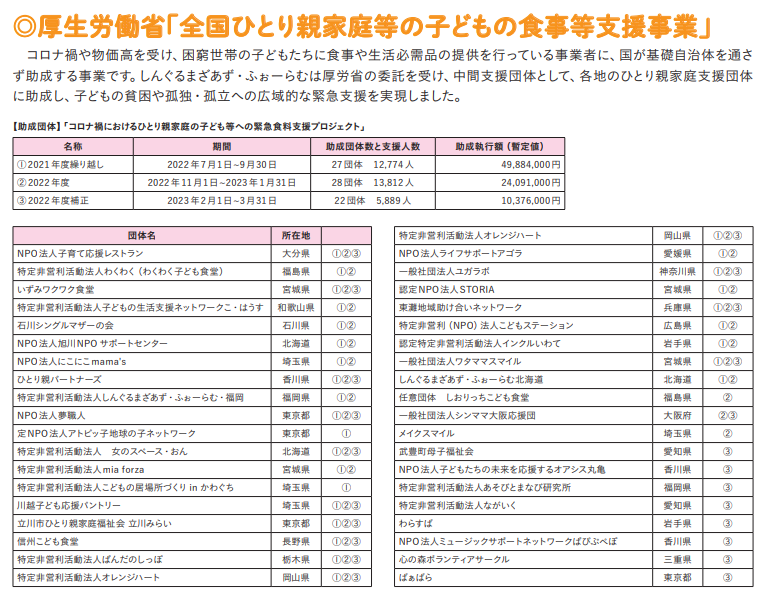 ◎厚生労働省「全国ひとり親家庭等の子どもの食事等支援事業」
コロナ禍や物価高を受け、困窮世帯の子どもたちに食事や生活必需品の提供を行っている事業者に、国が基礎自治体を通さ
ず助成する事業です。しんぐるまざあず・ふぉーらむは厚労省の委託を受け、中間支援団体として、各地のひとり親家庭支援団体
に助成し、子どもの貧困や孤独・孤立への広域的な緊急支援を実現しました。
【助成団体】「コロナ禍におけるひとり親家庭の子ども等への緊急食料支援プロジェクト」
名称 期間 助成団体数と支援人数 助成執行額（暫定値）
①2021年度繰り越し 2022年7月1日~9月30日 27団体 12,774人 49,884,000円
②2022年度 2022年11月1日~2023年1月31日 28団体 13,812人 24,091,000円
③2022年度補正 2023年2月1日~3月31日 22団体 5,889人 10,376,000円
団体名 所在地
NPO法人子育て応援レストラン 大分県 ①②③
特定非営利活動法人わくわく（わくわく子ども食堂） 福島県 ①②
いずみワクワク食堂 宮城県 ①②③
特定非営利活動法人子どもの生活支援ネットワークこ・はうす 和歌山県 ①②
石川シングルマザーの会 石川県 ①②
NPO法人旭川NPOサポートセンター 北海道 ①②
NPO法人にこにこmama's 埼玉県 ①②
ひとり親パートナーズ 香川県 ①②③
特定非営利活動法人しんぐるまざあず・ふぉーらむ・福岡 福岡県 ①②
NPO法人夢職人 東京都 ①②③
定NPO法人アトピッ子地球の子ネットワーク 東京都 ①
特定非営利活動法人 女のスペース・おん 北海道 ①②③
特定非営利活動法人mia forza 宮城県 ①②
特定非営利活動法人こどもの居場所づくり in かわぐち 埼玉県 ①
川越子ども応援パントリー 埼玉県 ①②③
立川市ひとり親家庭福祉会 立川みらい 東京都 ①②③
信州こども食堂 長野県 ①②③
特定非営利活動法人ぱんだのしっぽ 栃木県 ①②③
特定非営利活動法人オレンジハート 岡山県 ①②③
特定非営利活動法人オレンジハート 岡山県 ①②③
NPO法人ライフサポートアゴラ 愛媛県 ①②
一般社団法人ユガラボ 神奈川県 ①②③
認定NPO法人STORIA 宮城県 ①②
東灘地域助け合いネットワーク 兵庫県 ①②③
特定非営利（NPO）法人こどもステーション 広島県 ①②
認定特定非営利活動法人インクルいわて 岩手県 ①②
一般社団法人ワタママスマイル 宮城県 ①②③
しんぐるまざあず・ふぉーらむ北海道 北海道 ①②
任意団体 しおりっちこども食堂 福島県 ②
一般社団法人シンママ大阪応援団 大阪府 ②③
メイクスマイル 埼玉県 ②
武豊町母子福祉会 愛知県 ③
NPO法人子どもたちの未来を応援するオアシス丸亀 香川県 ③
特定非営利活動法人あそびとまなび研究所 福岡県 ③
特定非営利活動法人ながいく 愛知県 ③
わらすば 岩手県 ③
NPO法人ミュージックサポートネットワークぱぴぷぺぽ 香川県 ③
心の森ボランティアサークル 三重県 ③
ばぁばら 東京都 ③